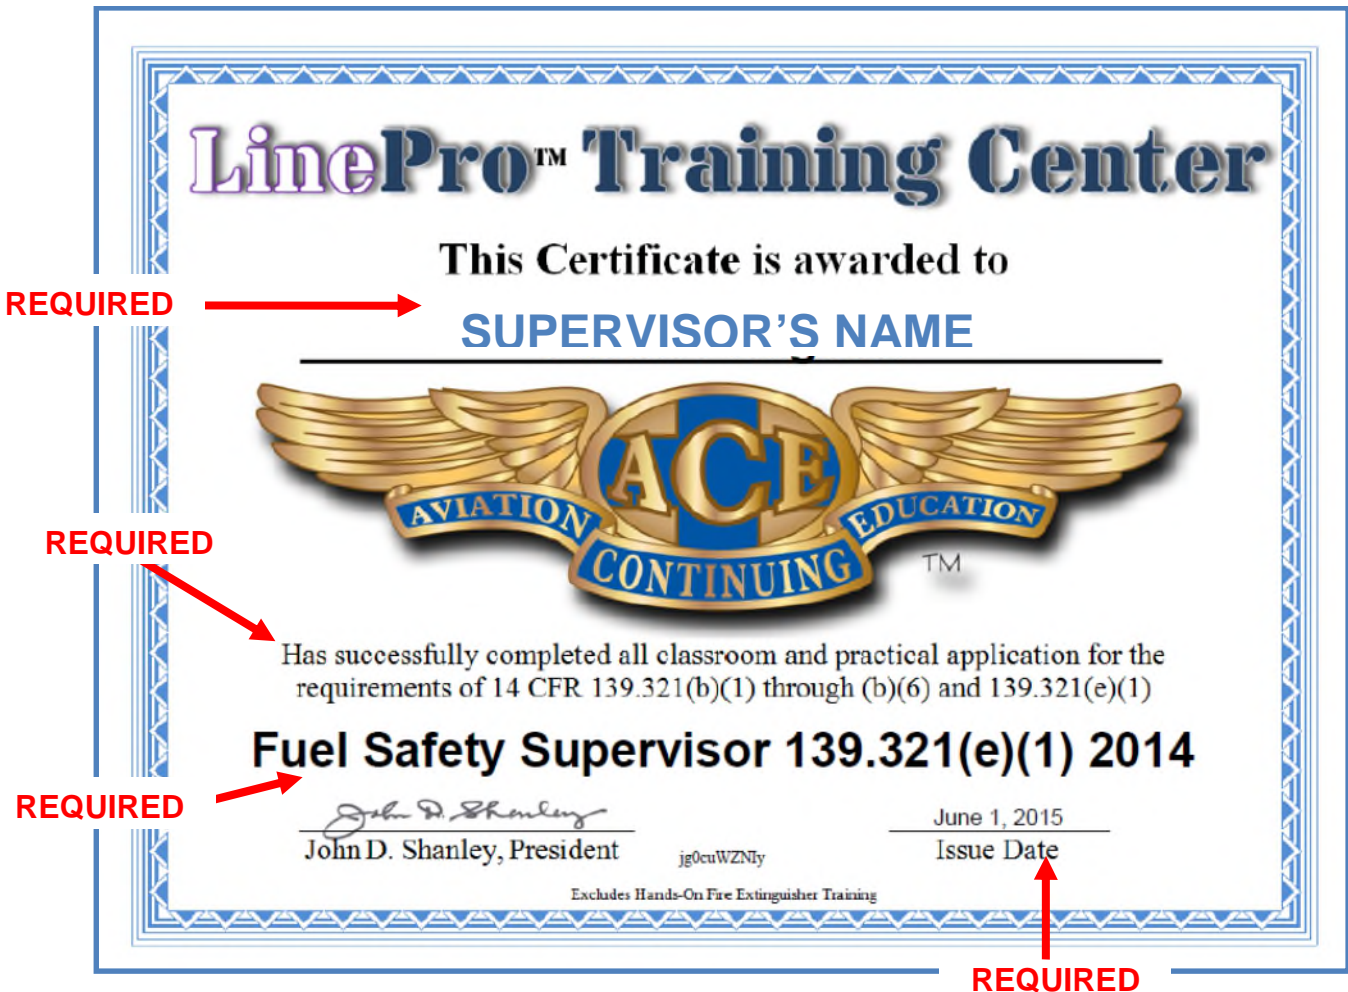 LinePro™ Training Center
This Certificate is awarded to
REQUIRED
SUPERVISOR'S NAME
ACE
AVIATION
EDUCATION
CONTINUING
TM
REQUIRED
Has successfully completed all classroom and practical application for the
requirements of 14 CFR 139.321(b)(1) through (b)(6) and 139.321(e)(1)
Fuel Safety Supervisor 139.321(e)(1) 2014
REQUIRED
John D. Shanley
June 1, 2015
John D. Shanley, President
jg0cuWZNIy
Issue Date
Excludes Hands-On Fire Extinguisher Training
REQUIRED